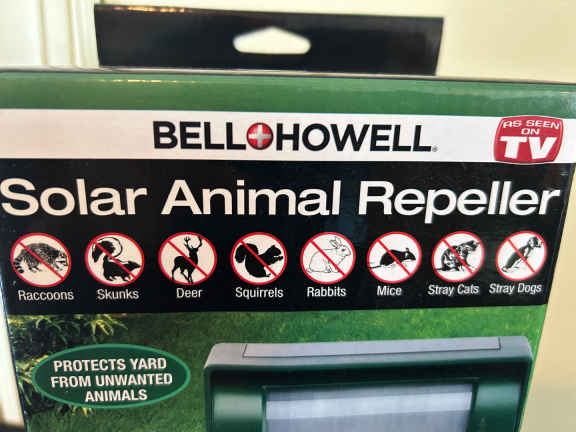 BELL+HOWELL®
AS SEEN
ON
TV
Solar Animal Repeller
Raccoons Skunks Deer Squirrels Rabbits Mice Stray Cats Stray Dogs
PROTECTS YARD
FROM UNWANTED
ANIMALS